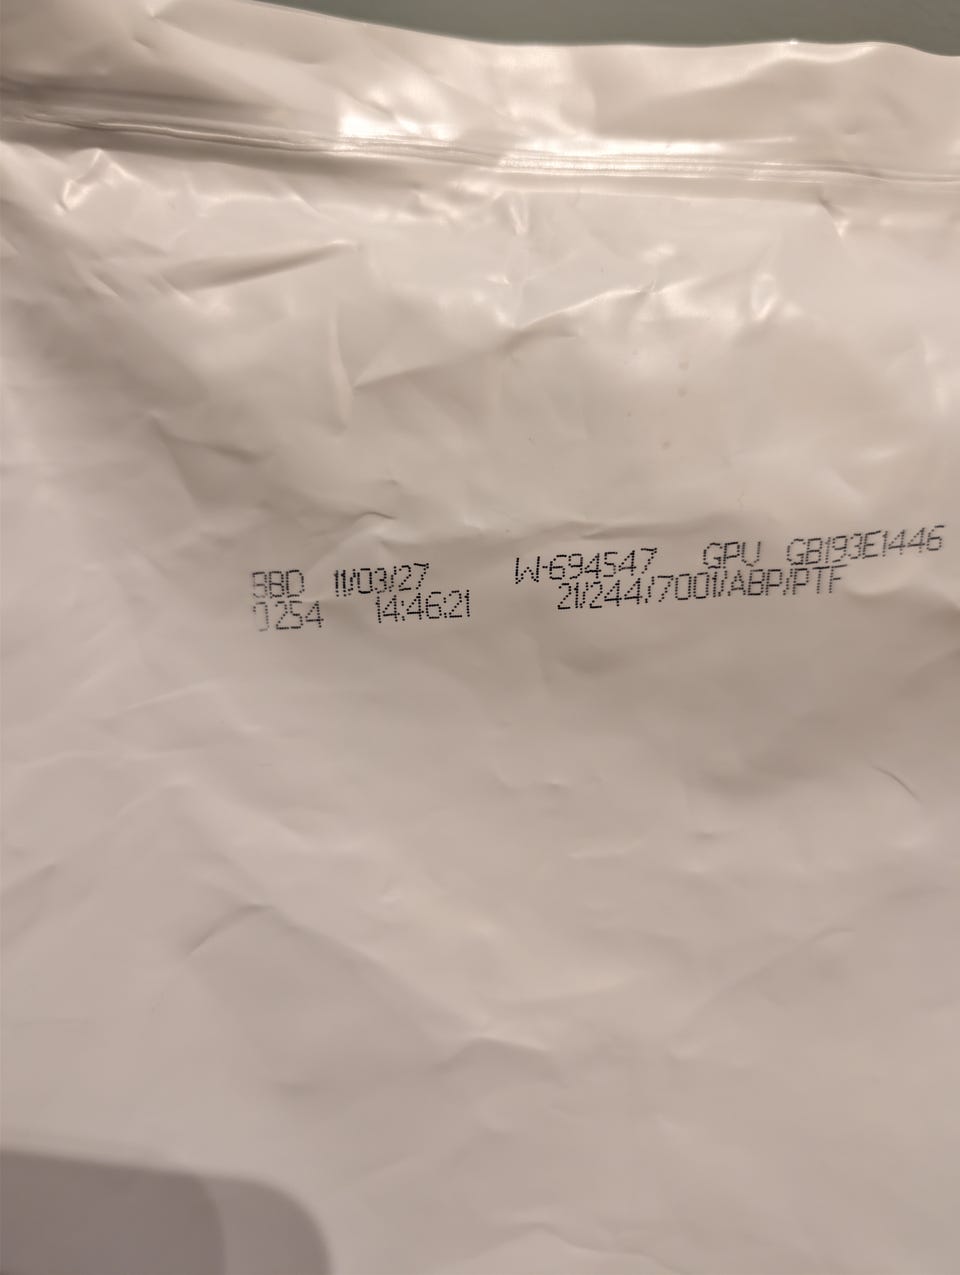 BBD 11/03/27 W-694547 GPU GB193E1446
0254 14:46:21 21/244/7001/ABP/PTF